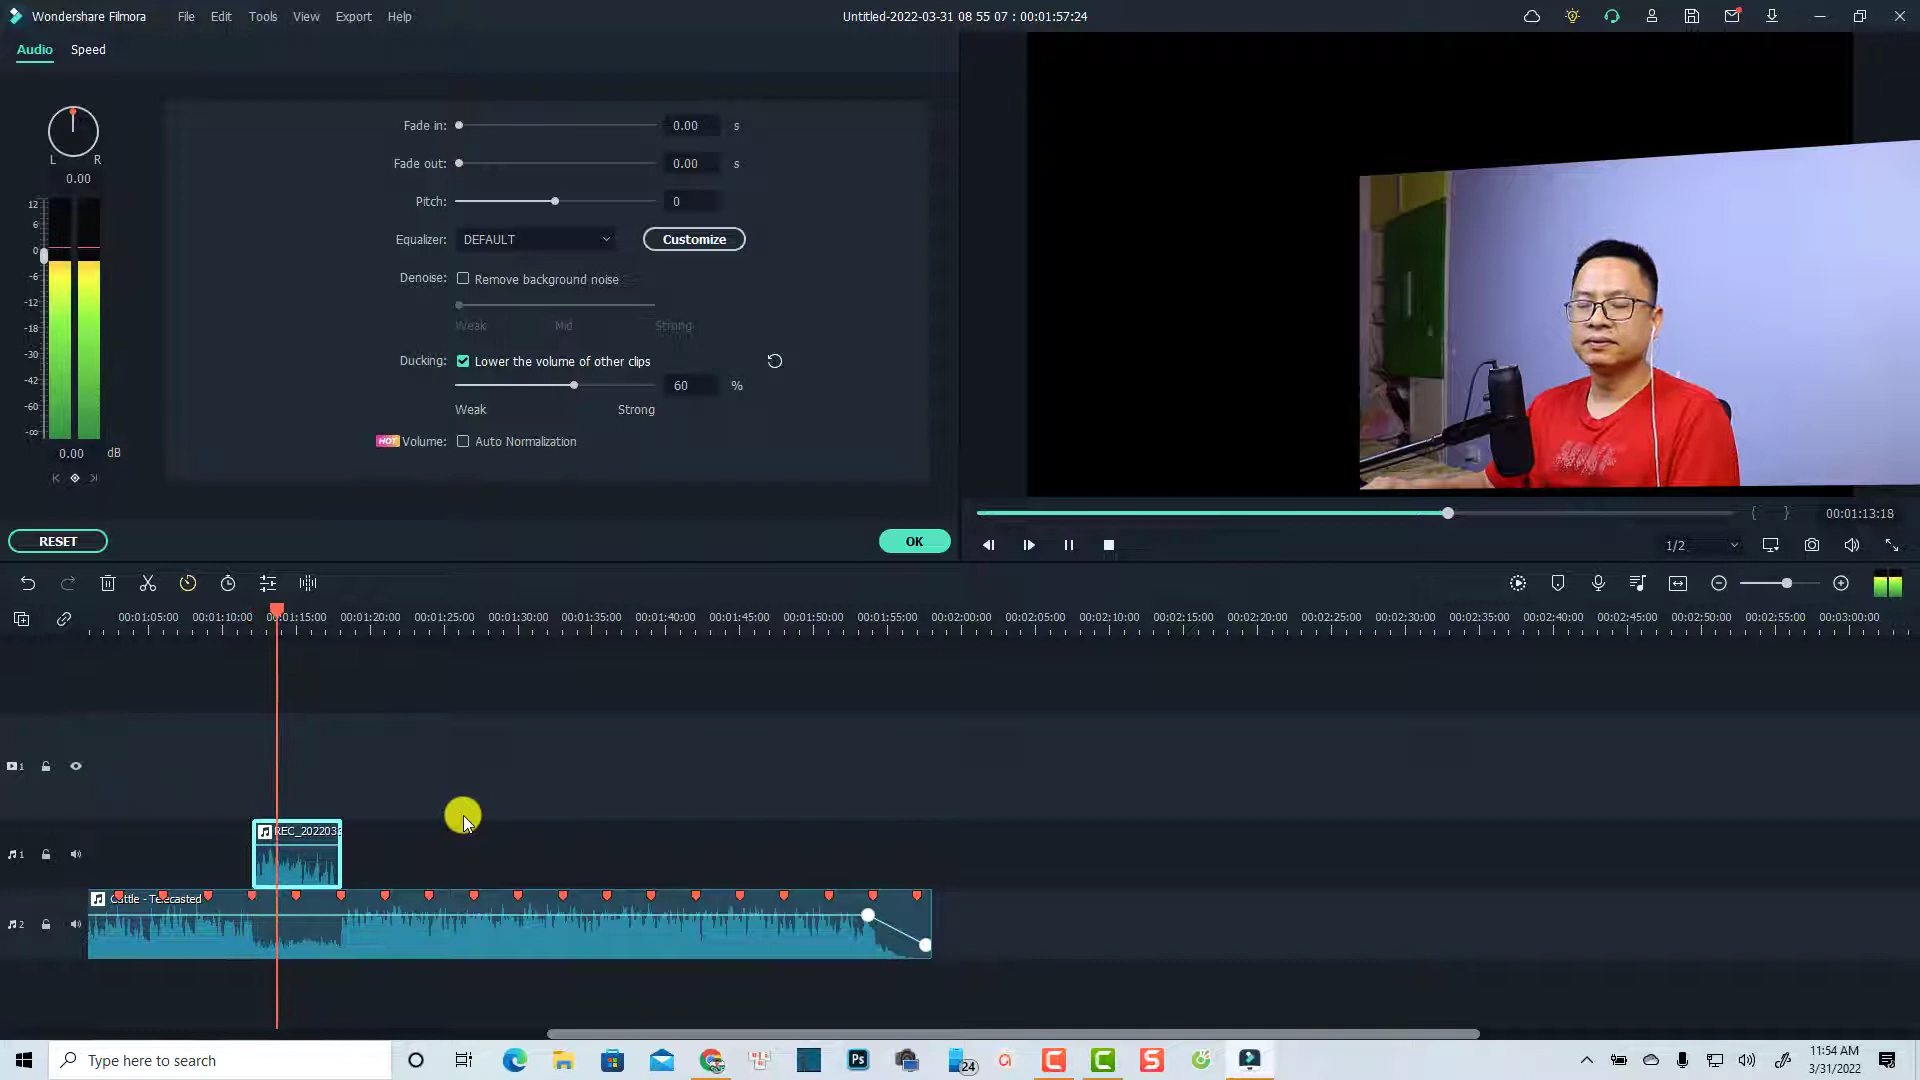 Wondershare Filmora File Edit Tools View Export Help Untitled-2022-03-31 08 55 07 : 00:01:57:24
Audio Speed
Fade in: 0.00 s
L R
Fade out: 0.00 s
0.00
Pitch: 0
12
6
0
-6
-12
-18
-30
-42
-60
-∞
Equalizer: DEFAULT Customize
Denoise: Remove background noise
Weak Mid Strong
Ducking: Lower the volume of other clips
60 %
Weak Strong
HOT Volume: Auto Normalization
0.00 dB
RESET OK
{ } 00:01:13:18
1/2
00:01:05:00 00:01:10:00 00:01:15:00 00:01:20:00 00:01:25:00 00:01:30:00 00:01:35:00 00:01:40:00 00:01:45:00 00:01:50:00 00:01:55:00 00:02:00:00 00:02:05:00 00:02:10:00 00:02:15:00 00:02:20:00 00:02:25:00 00:02:30:00 00:02:35:00 00:02:40:00 00:02:45:00 00:02:50:00 00:02:55:00 00:03:00:00
1
REC_202203
1
Cattle - Telecasted
2
Type here to search
Ps
24
11:54 AM
3/31/2022